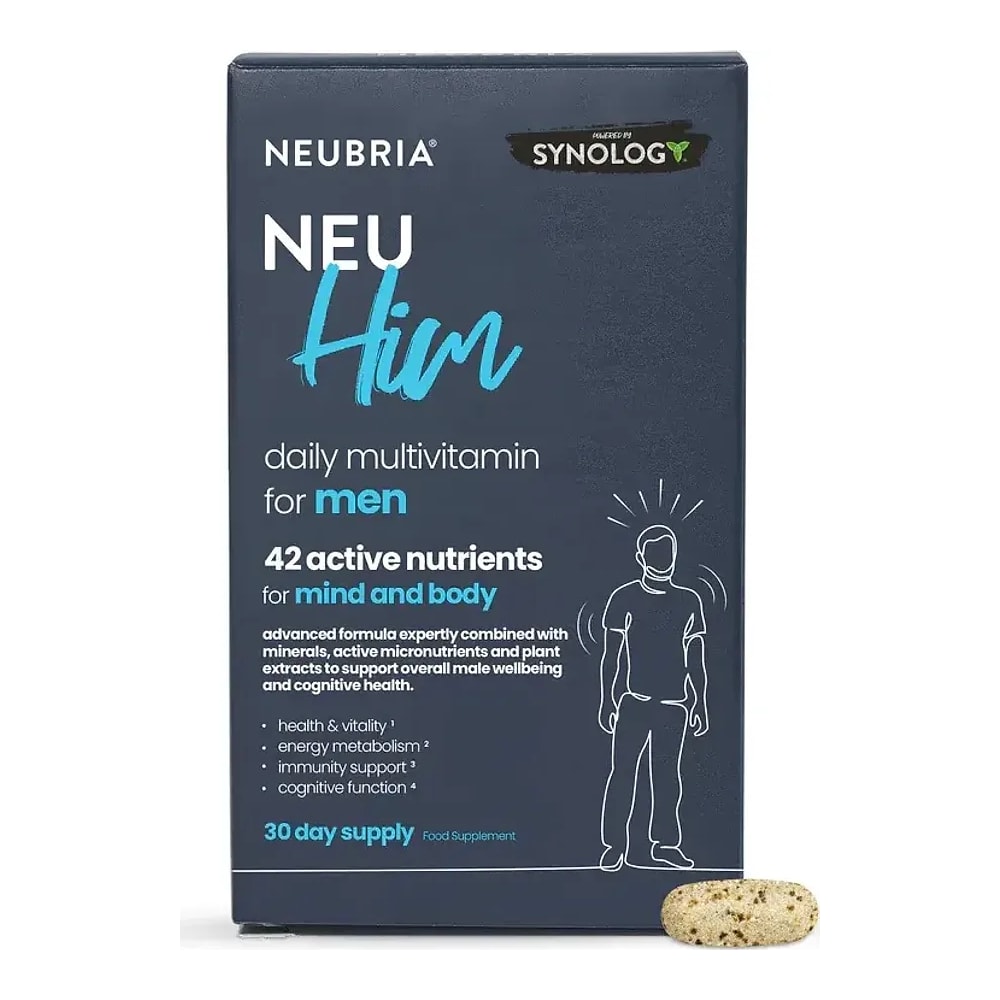 NEUBRIA®
POWERED BY
SYNOLOGY
NEU
Him
daily multivitamin
for men
42 active nutrients
for mind and body
advanced formula expertly combined with
minerals, active micronutrients and plant
extracts to support overall male wellbeing
and cognitive health.
• health & vitality ¹
• energy metabolism ²
• immunity support ³
• cognitive function ⁴
30 day supply Food Supplement